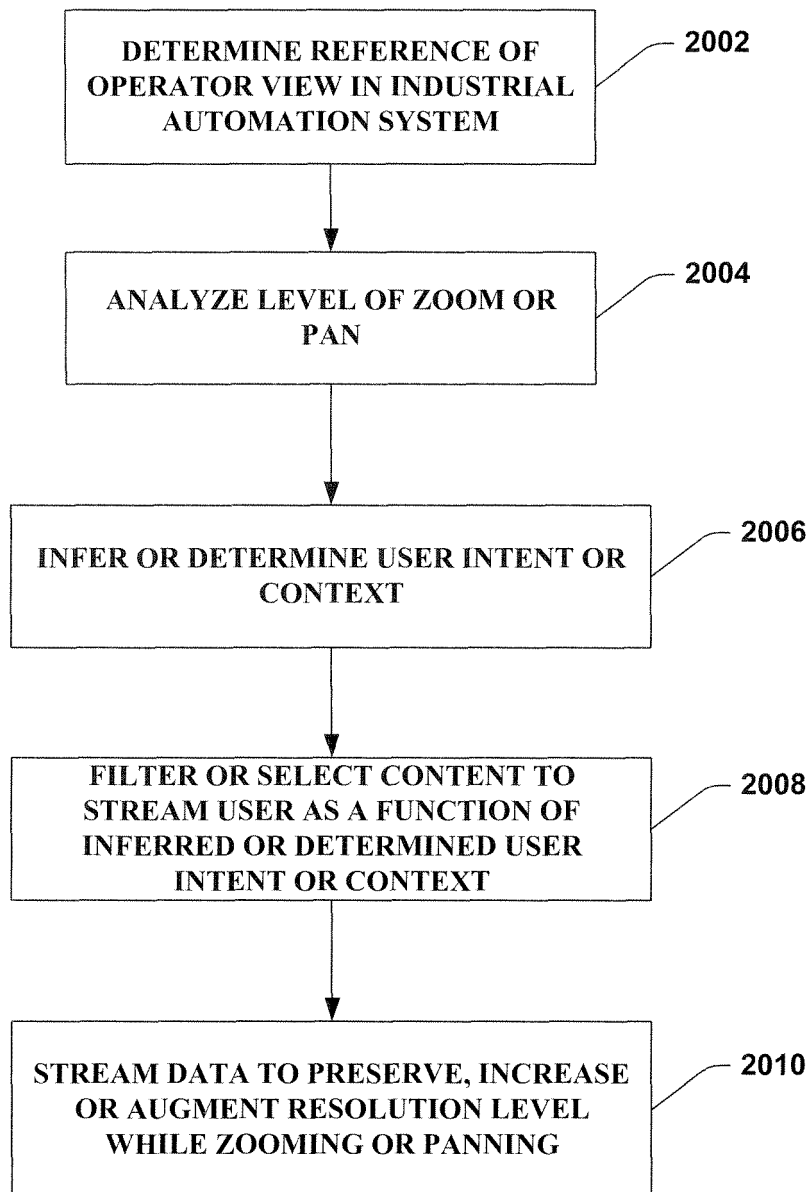 DETERMINE REFERENCE OF
OPERATOR VIEW IN INDUSTRIAL
AUTOMATION SYSTEM
2002
ANALYZE LEVEL OF ZOOM OR
PAN
2004
INFER OR DETERMINE USER INTENT OR
CONTEXT
2006
FILTER OR SELECT CONTENT TO
STREAM USER AS A FUNCTION OF
INFERRED OR DETERMINED USER
INTENT OR CONTEXT
2008
STREAM DATA TO PRESERVE, INCREASE
OR AUGMENT RESOLUTION LEVEL
WHILE ZOOMING OR PANNING
2010